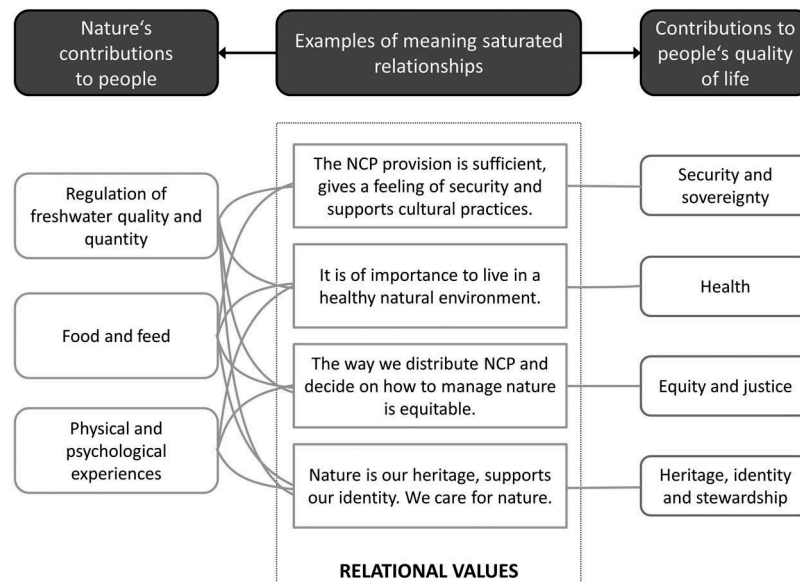 Nature‘s
contributions
to people
Examples of meaning saturated
relationships
Contributions to
people‘s quality
of life
Regulation of
freshwater quality and
quantity
Food and feed
Physical and
psychological
experiences
The NCP provision is sufficient,
gives a feeling of security and
supports cultural practices.
It is of importance to live in a
healthy natural environment.
The way we distribute NCP and
decide on how to manage nature
is equitable.
Nature is our heritage, supports
our identity. We care for nature.
RELATIONAL VALUES
Security and
sovereignty
Health
Equity and justice
Heritage, identity
and stewardship